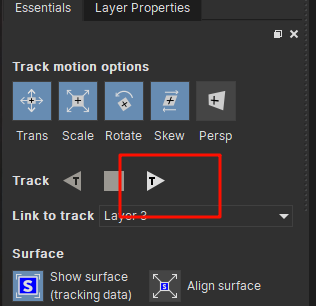 Essentials Layer Properties
Track motion options
Trans Scale Rotate Skew Persp
Track T T
Link to track Layer 3
Surface
S Show surface S Align surface
(tracking data)